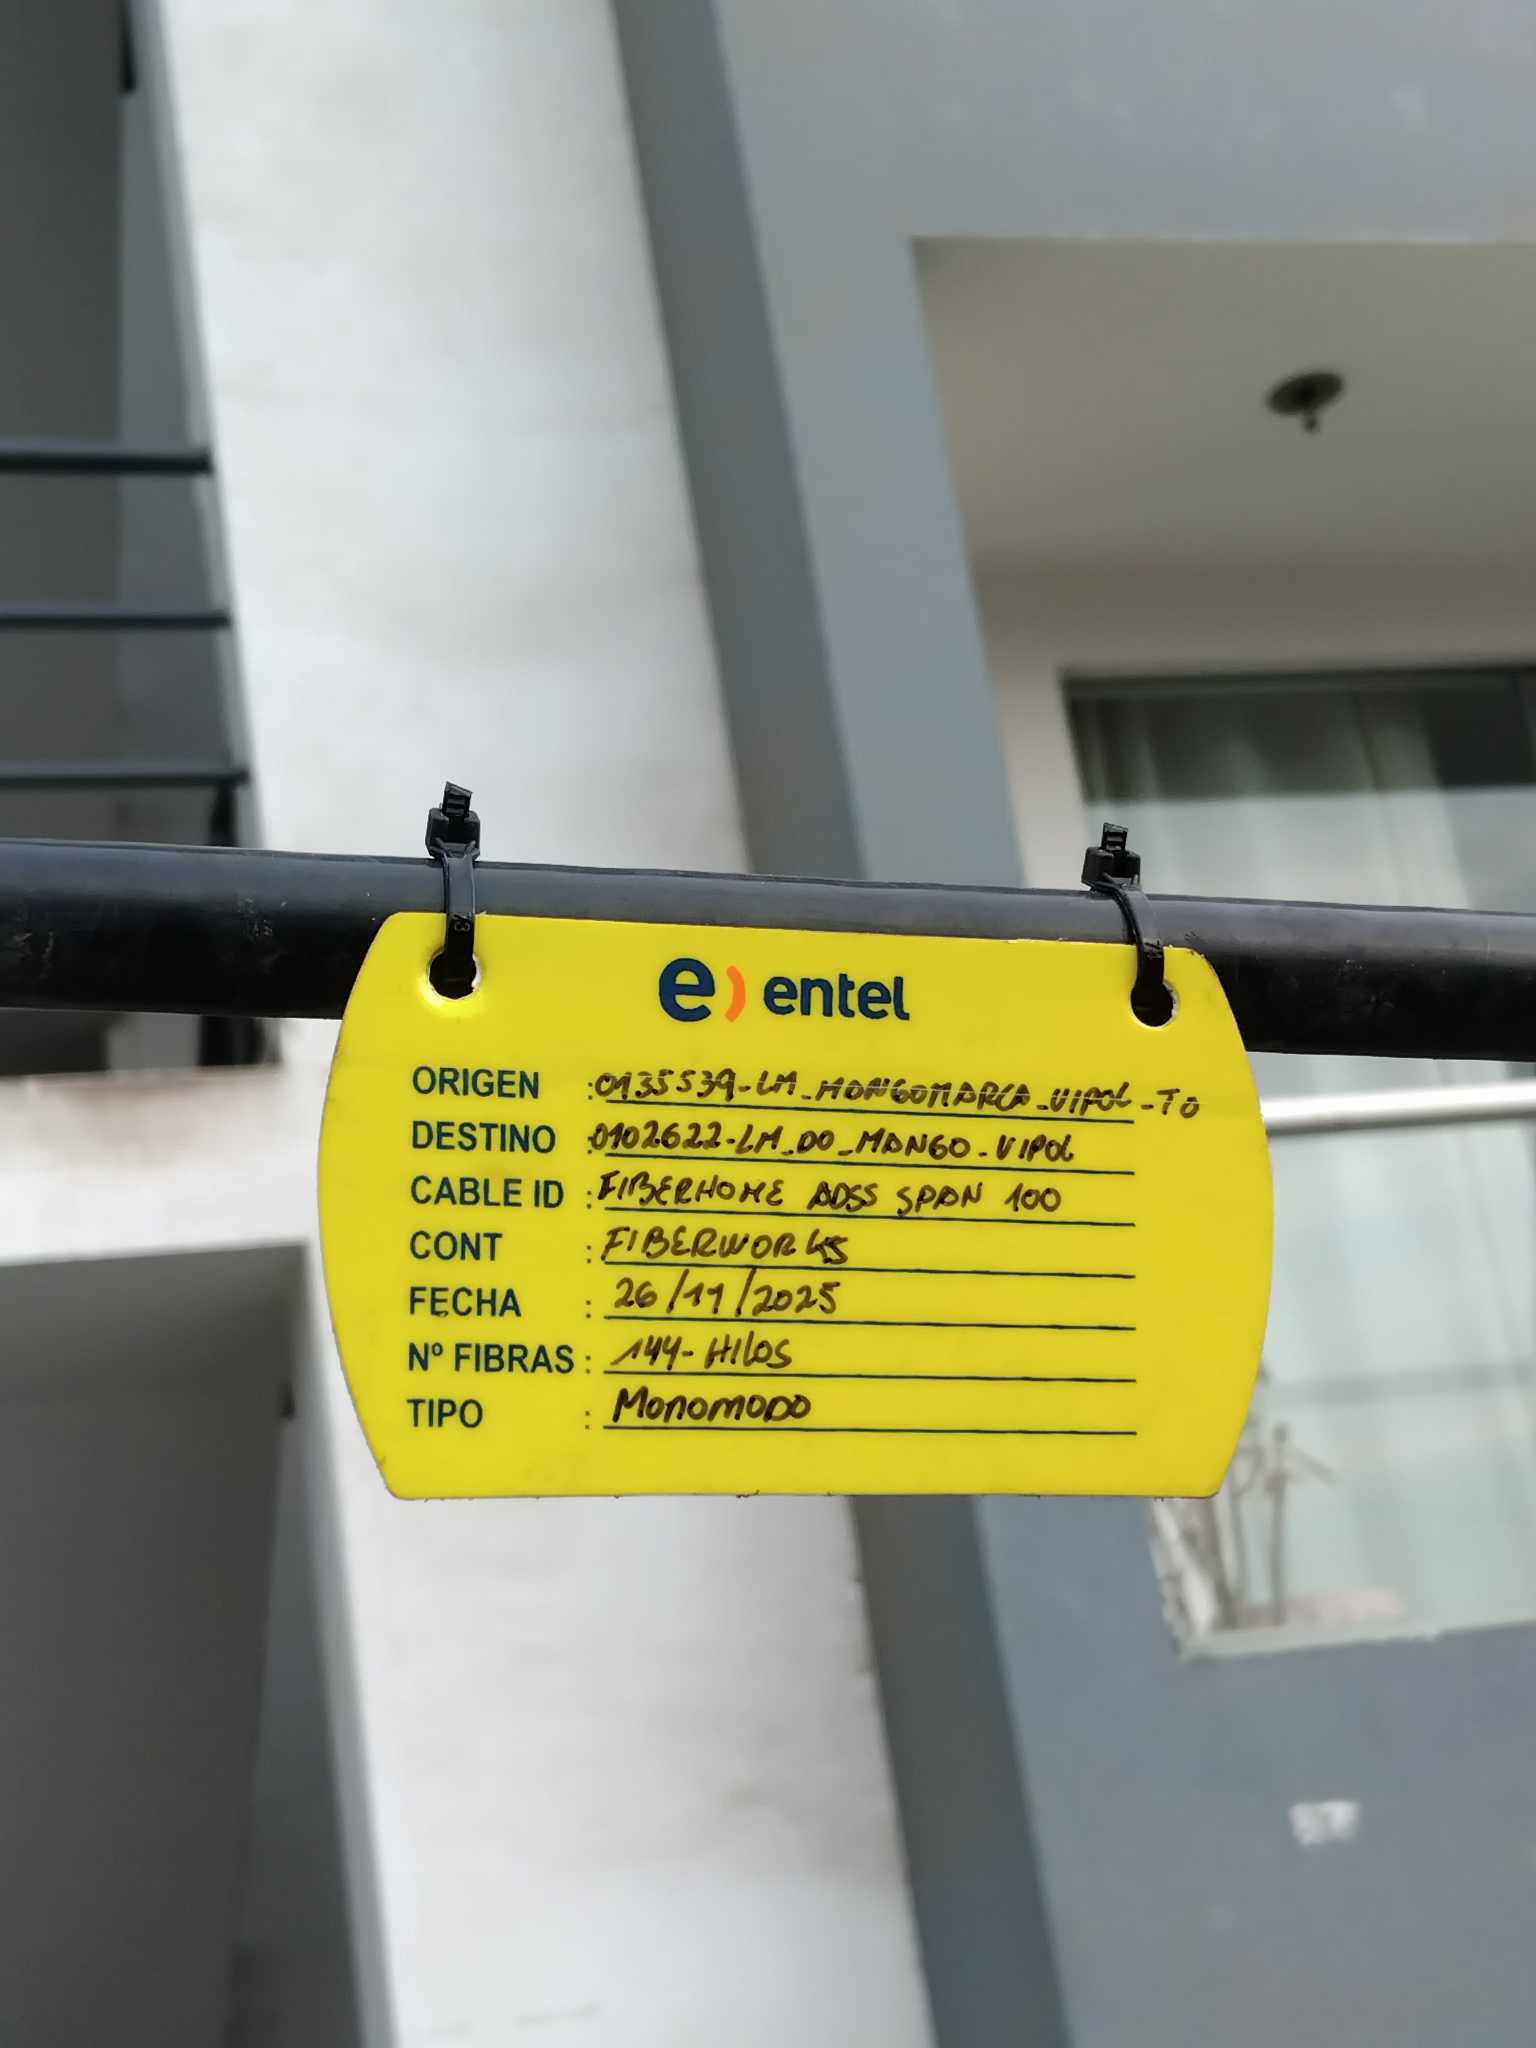 e) entel
ORIGEN : 0135539-LM_MONGOMARCA_VIPOL-TO
DESTINO : 0102622-LM_DO_MANGO-VIPOL
CABLE ID : FIBERHOME ADSS SPAN 100
CONT : FIBERWORKS
FECHA : 26/11/2025
Nº FIBRAS : 144-HILOS
TIPO : MONOMODO